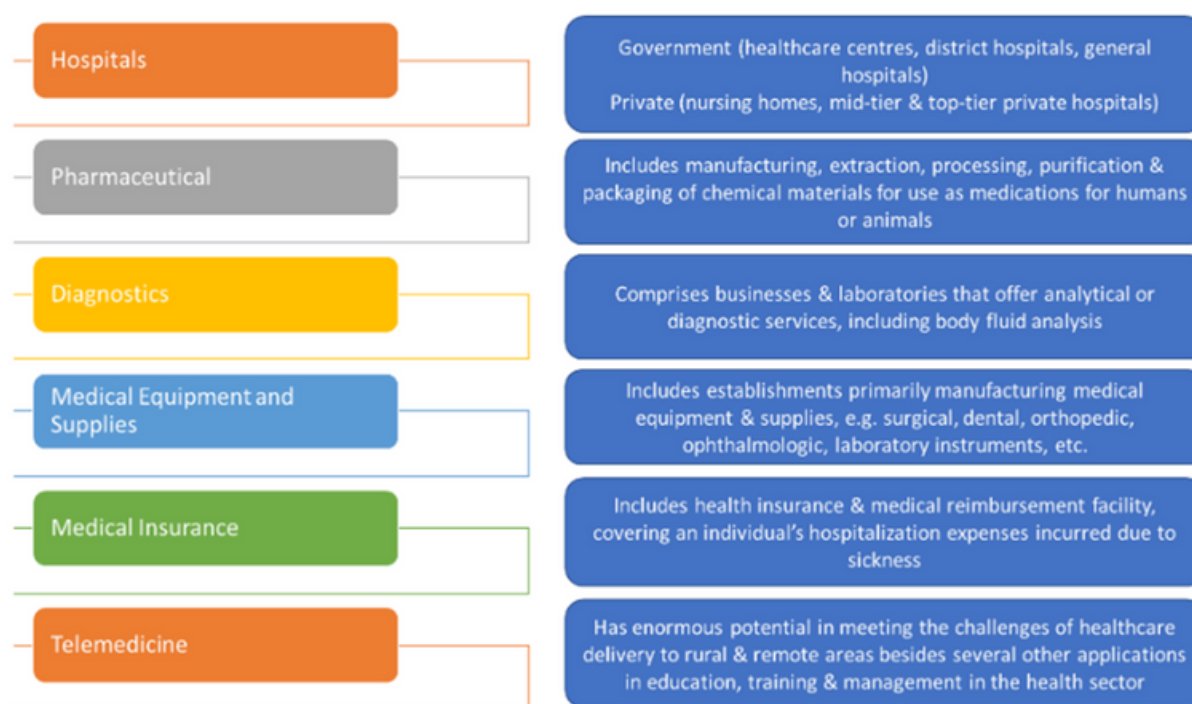 Hospitals
Government (healthcare centres, district hospitals, general
hospitals)
Private (nursing homes, mid-tier & top-tier private hospitals)
Pharmaceutical
Includes manufacturing, extraction, processing, purification &
packaging of chemical materials for use as medications for humans
or animals
Diagnostics
Comprises businesses & laboratories that offer analytical or
diagnostic services, including body fluid analysis
Medical Equipment and
Supplies
Includes establishments primarily manufacturing medical
equipment & supplies, e.g. surgical, dental, orthopedic,
ophthalmologic, laboratory instruments, etc.
Medical Insurance
Includes health insurance & medical reimbursement facility,
covering an individual's hospitalization expenses incurred due to
sickness
Telemedicine
Has enormous potential in meeting the challenges of healthcare
delivery to rural & remote areas besides several other applications
in education, training & management in the health sector